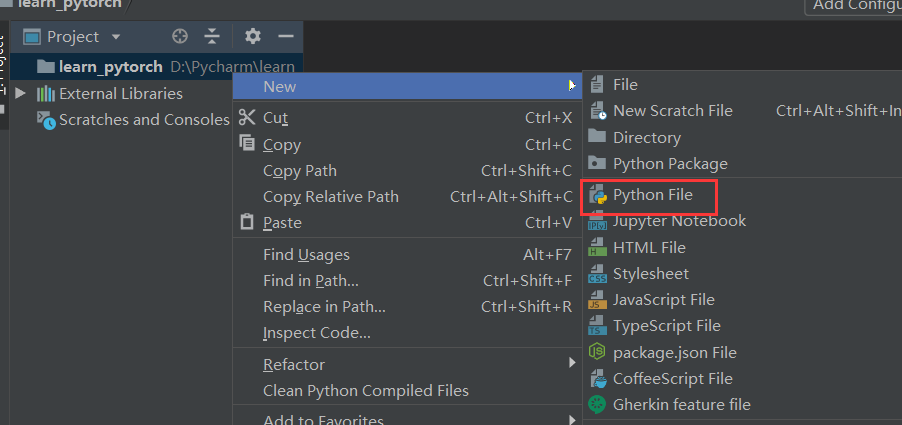 learn_pytorch
Add Configu
Project
learn_pytorch D:\Pycharm\learn
External Libraries
Scratches and Consoles
New
Cut Ctrl+X
Copy Ctrl+C
Copy Path Ctrl+Shift+C
Copy Relative Path Ctrl+Alt+Shift+C
Paste Ctrl+V
Find Usages Alt+F7
Find in Path... Ctrl+Shift+F
Replace in Path... Ctrl+Shift+R
Inspect Code...
Refactor
Clean Python Compiled Files
Add to Favorites
File
New Scratch File Ctrl+Alt+Shift+In
Directory
Python Package
Python File
Jupyter Notebook
HTML File
Stylesheet
JavaScript File
TypeScript File
package.json File
CoffeeScript File
Gherkin feature file